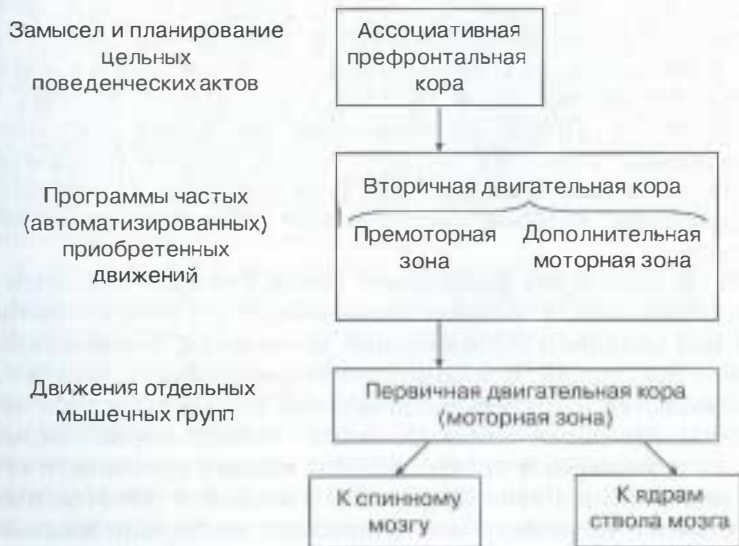 Замысел и планирование
цельных
поведенческих актов
Ассоциативная
префронтальная
кора
Программы частых
(автоматизированных)
приобретенных
движений
Вторичная двигательная кора
Премоторная
зона
Дополнительная
моторная зона
Движения отдельных
мышечных групп
Первичная двигательная кора
(моторная зона)
К спинному
мозгу
К ядрам
ствола мозга